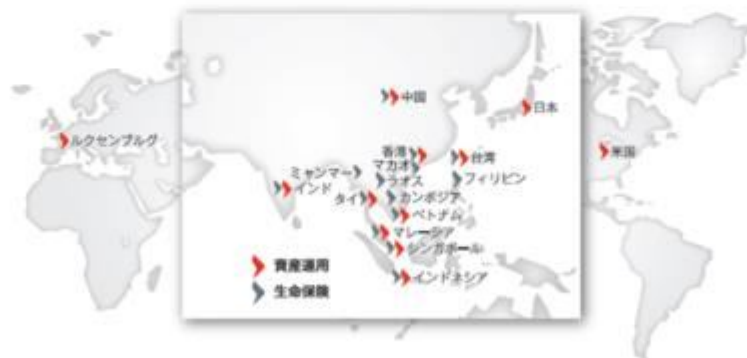 中国
日本
ルクセンブルグ
香港
台湾
米国
マカオ
ミャンマー
ラオス
フィリピン
インド
タイ
カンボジア
ベトナム
マレーシア
シンガポール
資産運用
インドネシア
生命保険